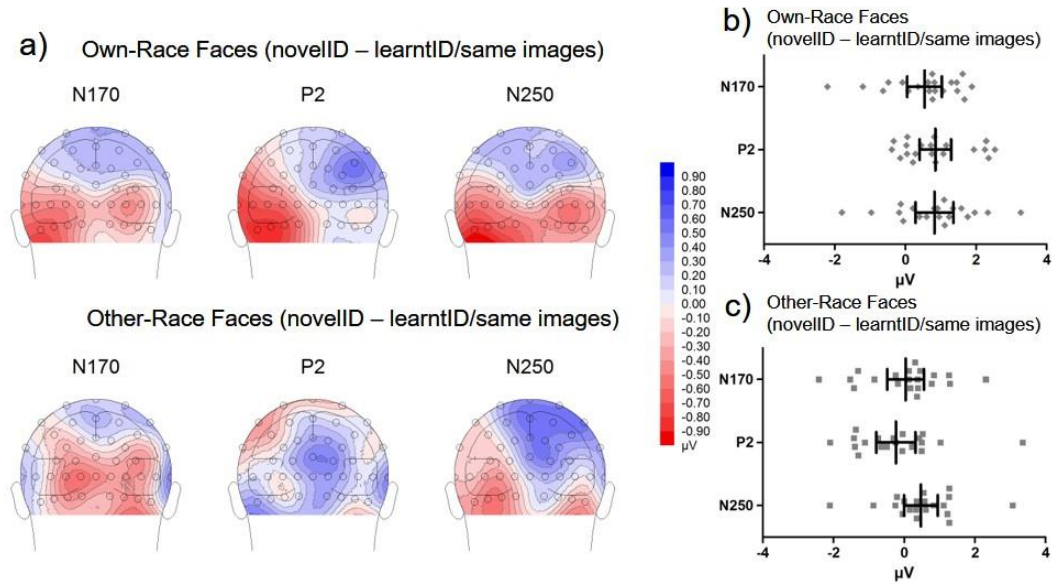 a)
Own-Race Faces (novelID – learntID/same images)
N170 P2 N250
Other-Race Faces (novelID – learntID/same images)
N170 P2 N250
0.90
0.80
0.70
0.60
0.50
0.40
0.30
0.20
0.10
0.00
-0.10
-0.20
-0.30
-0.40
-0.50
-0.60
-0.70
-0.80
-0.90
µV
b) Own-Race Faces
(novelID – learntID/same images)
N170
P2
N250
-4 -2 0 2 4
µV
c) Other-Race Faces
(novelID – learntID/same images)
N170
P2
N250
-4 -2 0 2 4
µV